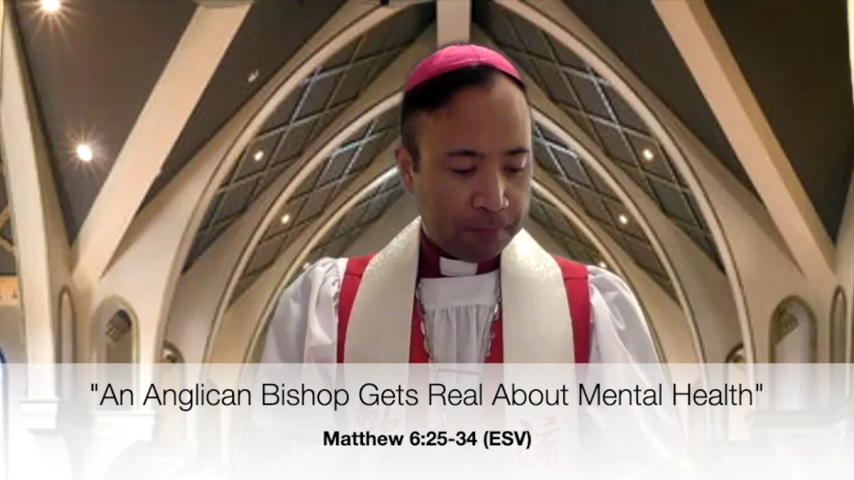 "An Anglican Bishop Gets Real About Mental Health"
Matthew 6:25-34 (ESV)